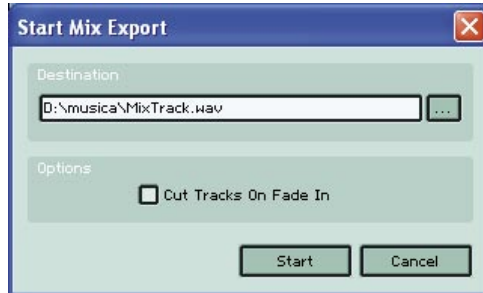 Start Mix Export
Destination
D:\musica\MixTrack.wav
...
Options
Cut Tracks On Fade In
Start
Cancel